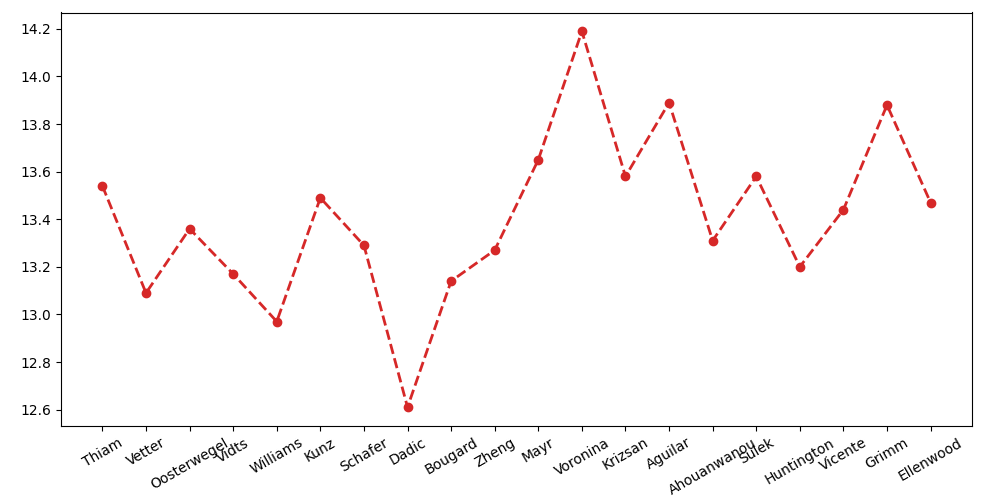 14.2
14.0
13.8
13.6
13.4
13.2
13.0
12.8
12.6
Thiam
Vetter
Oosterwegel
Vidts
Williams
Kunz
Schafer
Dadic
Bougard
Zheng
Mayr
Voronina
Krizsan
Aguilar
Ahouanwanou
Sulek
Huntington
Vicente
Grimm
Ellenwood